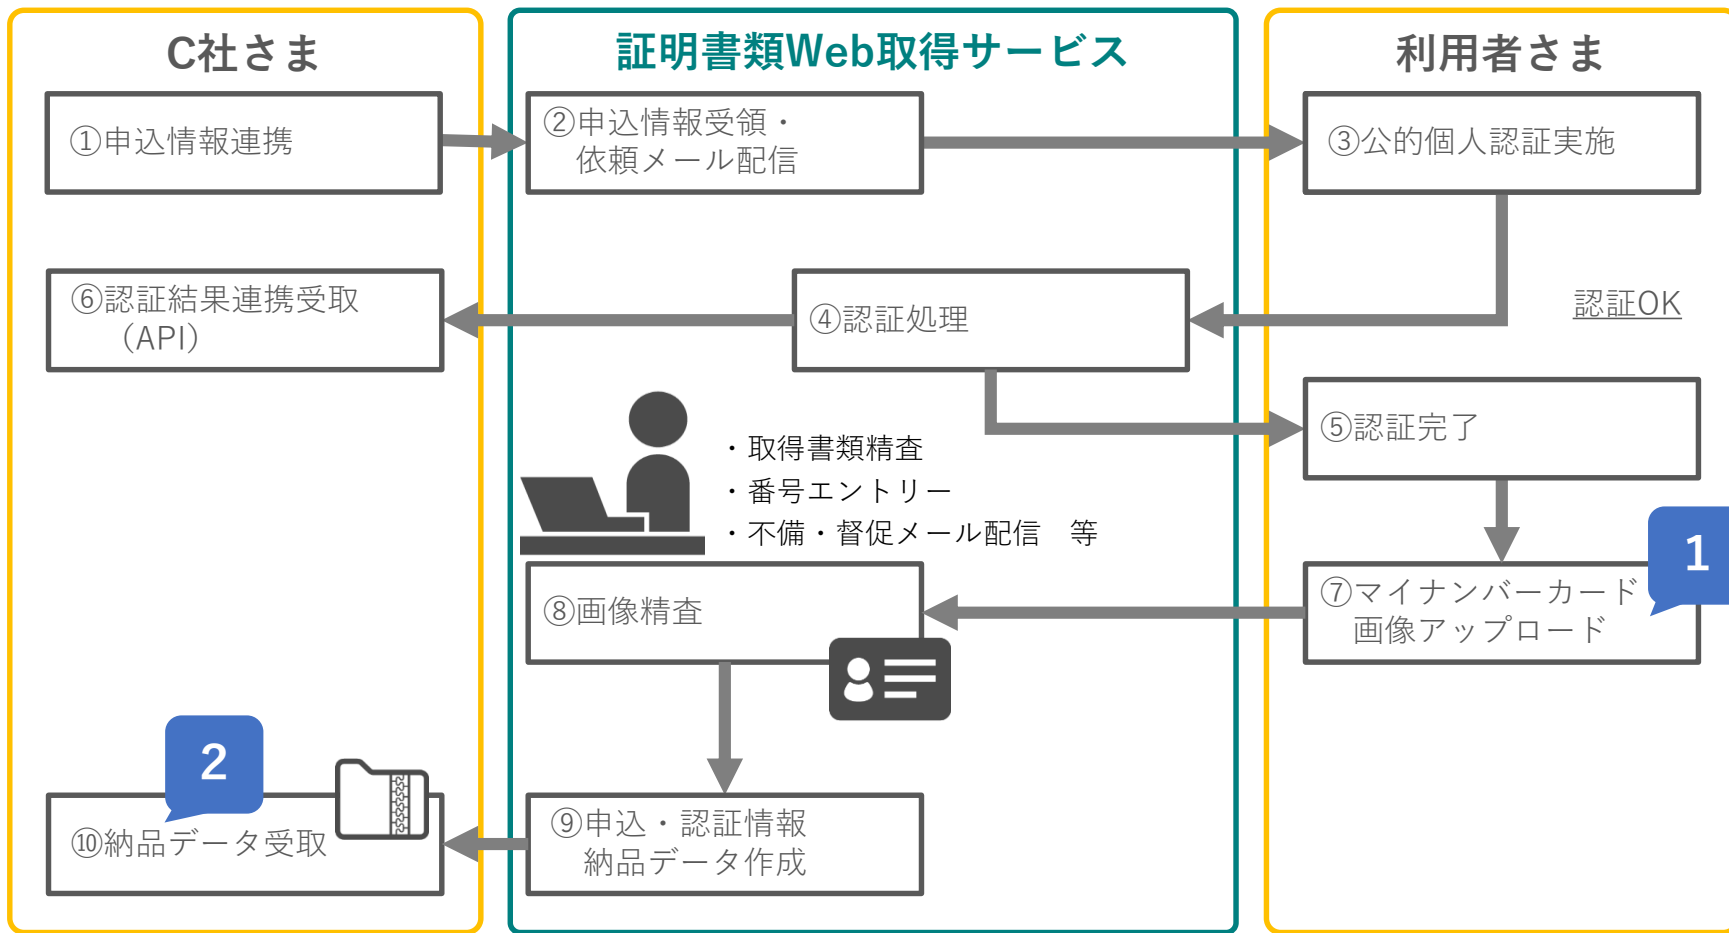 C社さま
証明書類Web取得サービス
利用者さま
①申込情報連携
②申込情報受領・
依頼メール配信
③公的個人認証実施
⑥認証結果連携受取
（API）
④認証処理
認証OK
⑤認証完了
・取得書類精査
・番号エントリー
・不備・督促メール配信　等
1
⑧画像精査
⑦マイナンバーカード
画像アップロード
2
⑩納品データ受取
⑨申込・認証情報
納品データ作成